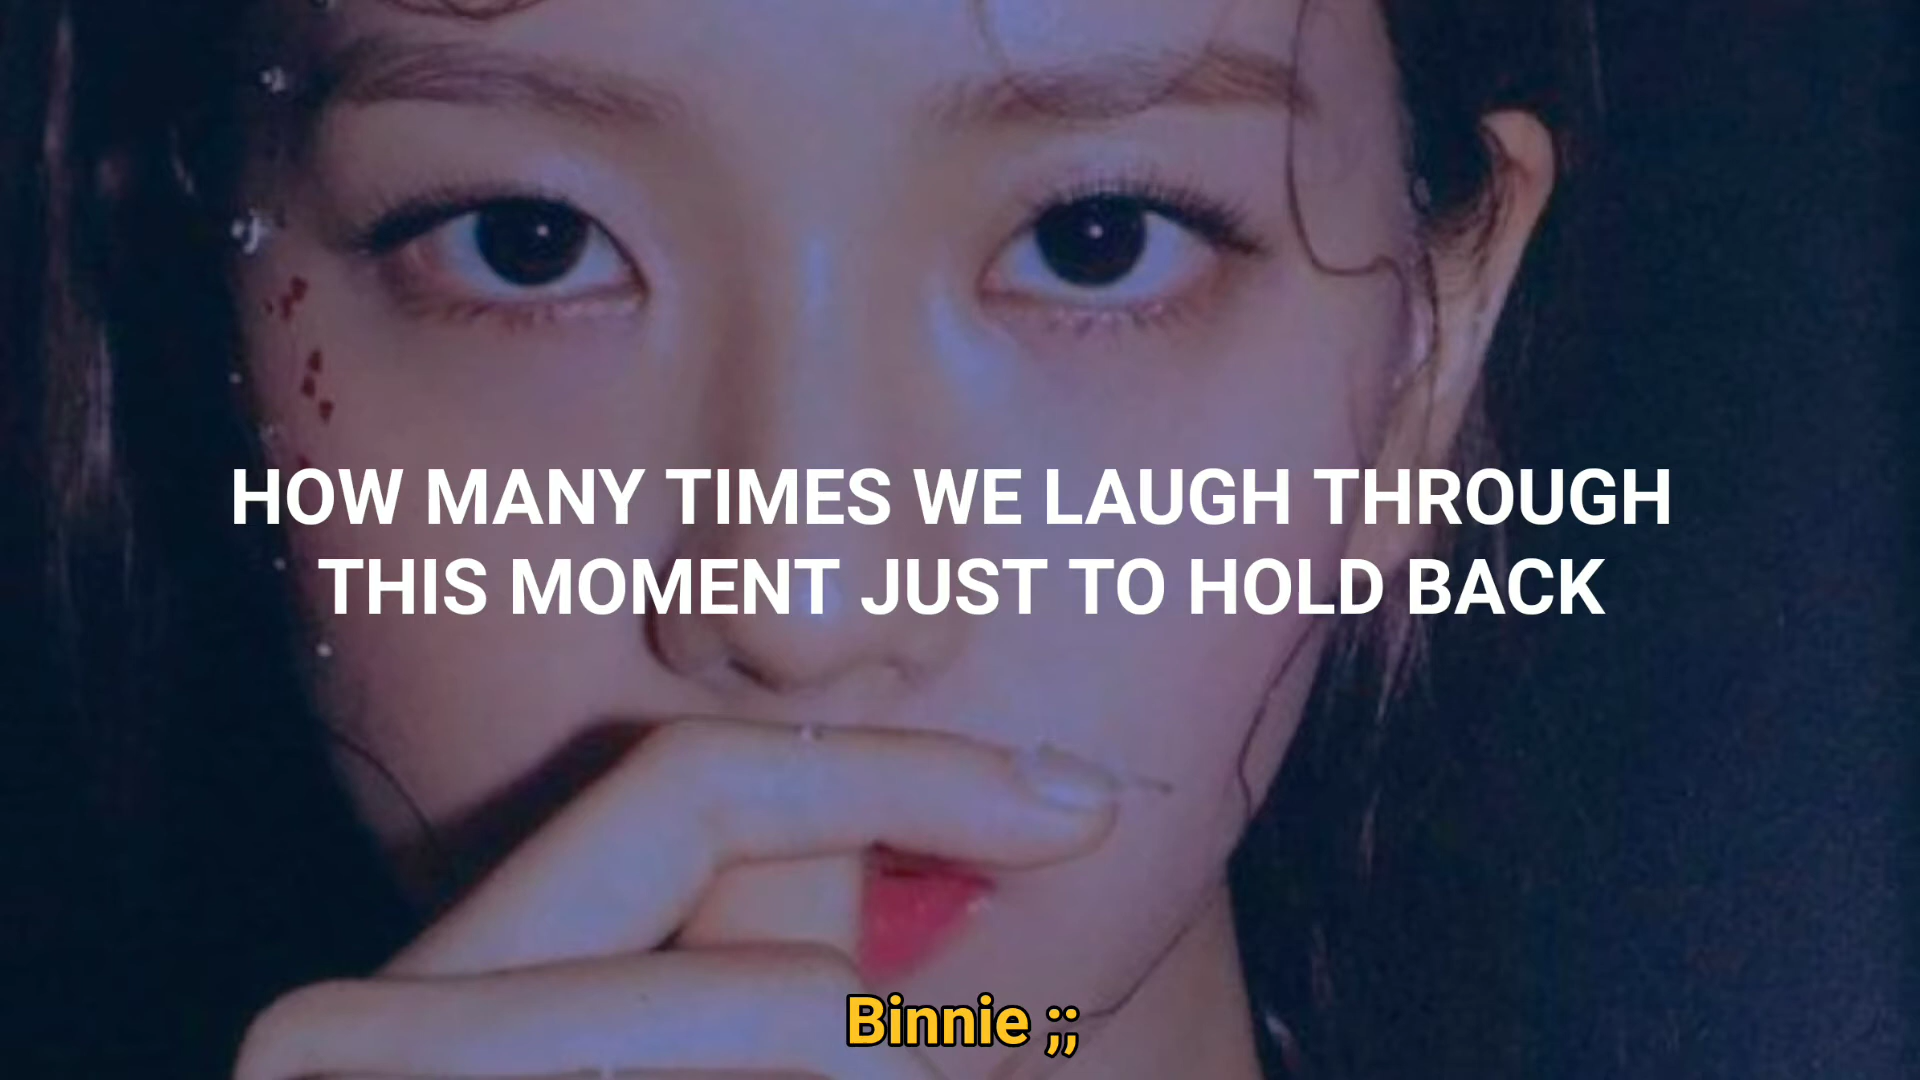 HOW MANY TIMES WE LAUGH THROUGH
THIS MOMENT JUST TO HOLD BACK
Binnie ;;